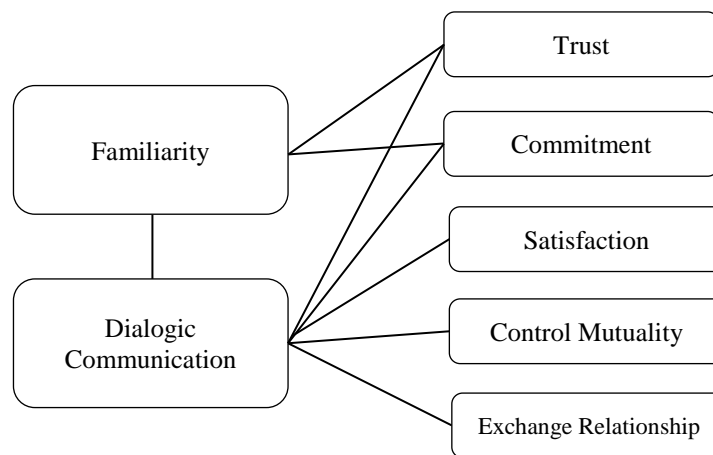 Trust
Familiarity
Commitment
Satisfaction
Dialogic
Communication
Control Mutuality
Exchange Relationship